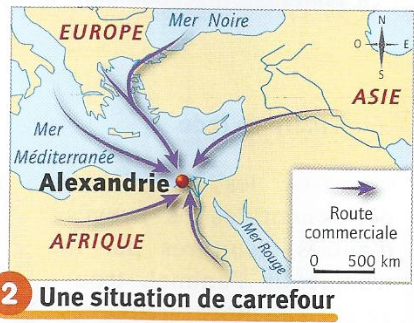 EUROPE
Mer Noire
N
O
E
S
ASIE
Mer
Méditerranée
Alexandrie
AFRIQUE
Mer Rouge
Route
commerciale
0 500 km
2 Une situation de carrefour